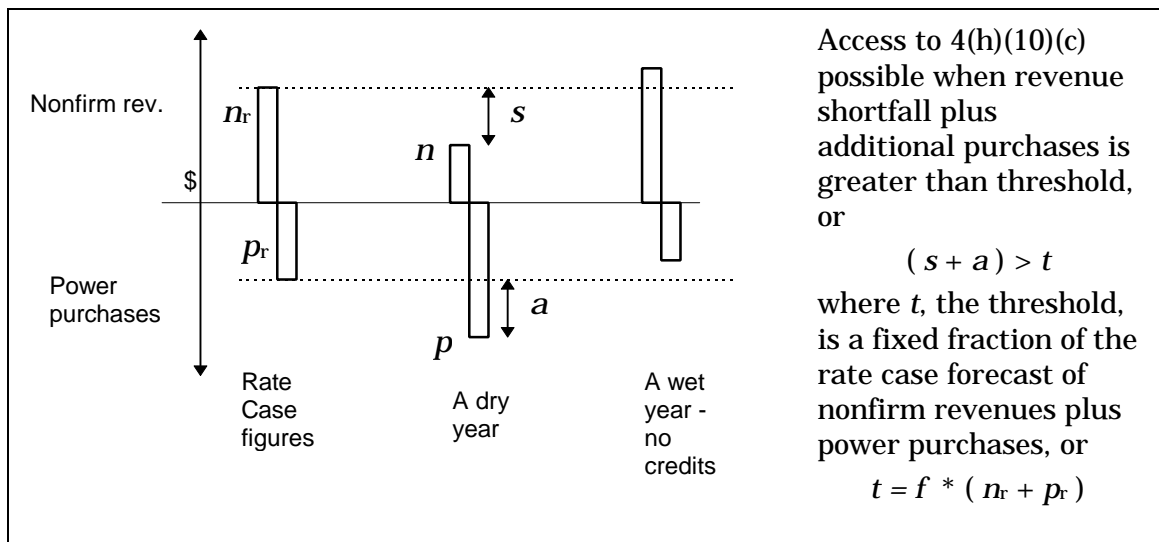 Nonfirm rev.
nr
$
pr
Power
purchases
s
n
a
p
Rate
Case
figures
A dry
year
A wet
year -
no
credits
Access to 4(h)(10)(c)
possible when revenue
shortfall plus
additional purchases is
greater than threshold,
or
( s + a ) > t
where t, the threshold,
is a fixed fraction of the
rate case forecast of
nonfirm revenues plus
power purchases, or
t = f * ( nr + pr )